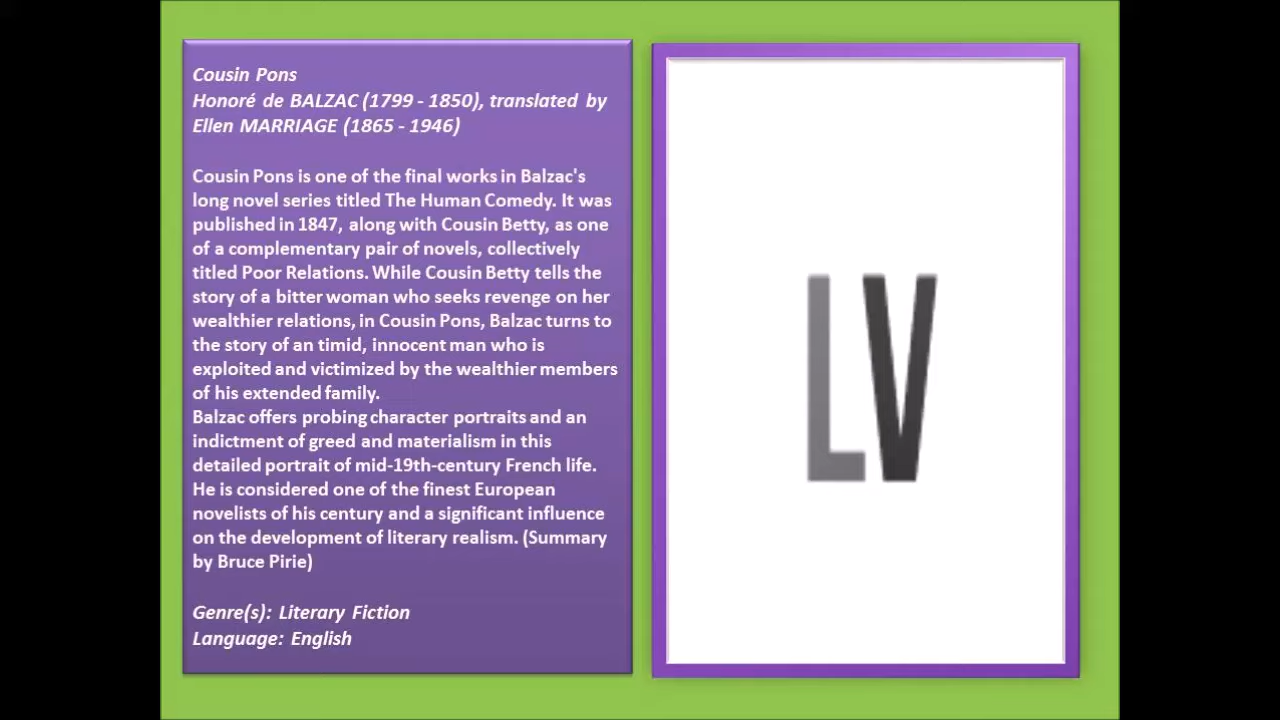 Cousin Pons
Honoré de BALZAC (1799 - 1850), translated by
Ellen MARRIAGE (1865 - 1946)
Cousin Pons is one of the final works in Balzac's
long novel series titled The Human Comedy. It was
published in 1847, along with Cousin Betty, as one
of a complementary pair of novels, collectively
titled Poor Relations. While Cousin Betty tells the
story of a bitter woman who seeks revenge on her
wealthier relations, in Cousin Pons, Balzac turns to
the story of an timid, innocent man who is
exploited and victimized by the wealthier members
of his extended family.
Balzac offers probing character portraits and an
indictment of greed and materialism in this
detailed portrait of mid-19th-century French life.
He is considered one of the finest European
novelists of his century and a significant influence
on the development of literary realism. (Summary
by Bruce Pirie)
Genre(s): Literary Fiction
Language: English
LV